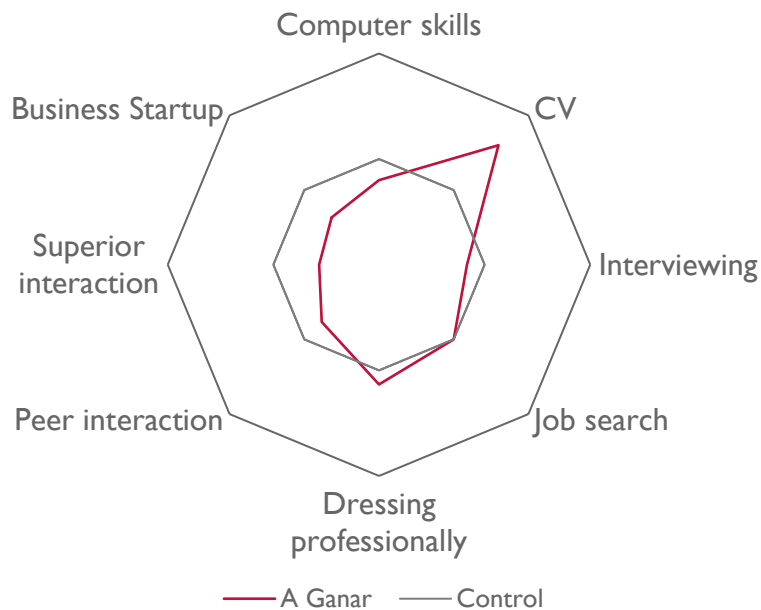 Computer skills
Business Startup
CV
Superior
interaction
Interviewing
Peer interaction
Job search
Dressing
professionally
A Ganar
Control